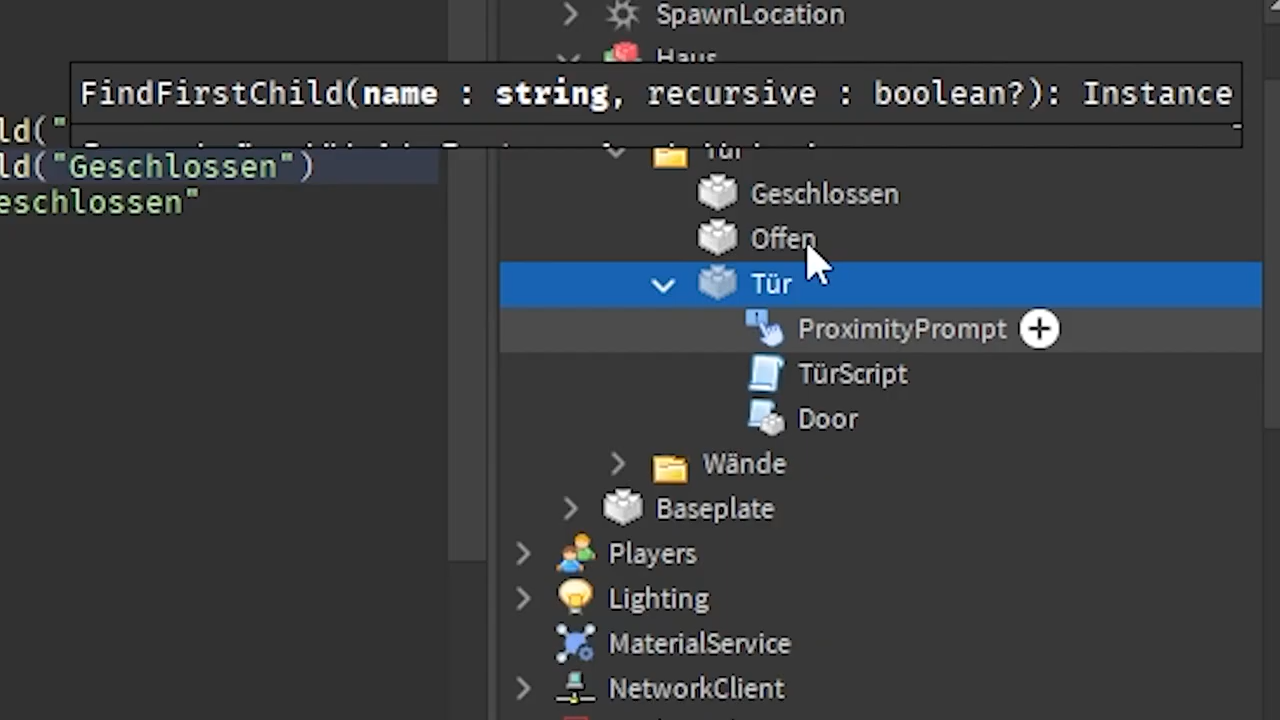 SpawnLocation
Haus
FindFirstChild(name : string, recursive : boolean?): Instance
ld("
ld("Geschlossen")
eschlossen"
Geschlossen
Offen
Tür
ProximityPrompt
TürScript
Door
Wände
Baseplate
Players
Lighting
MaterialService
NetworkClient